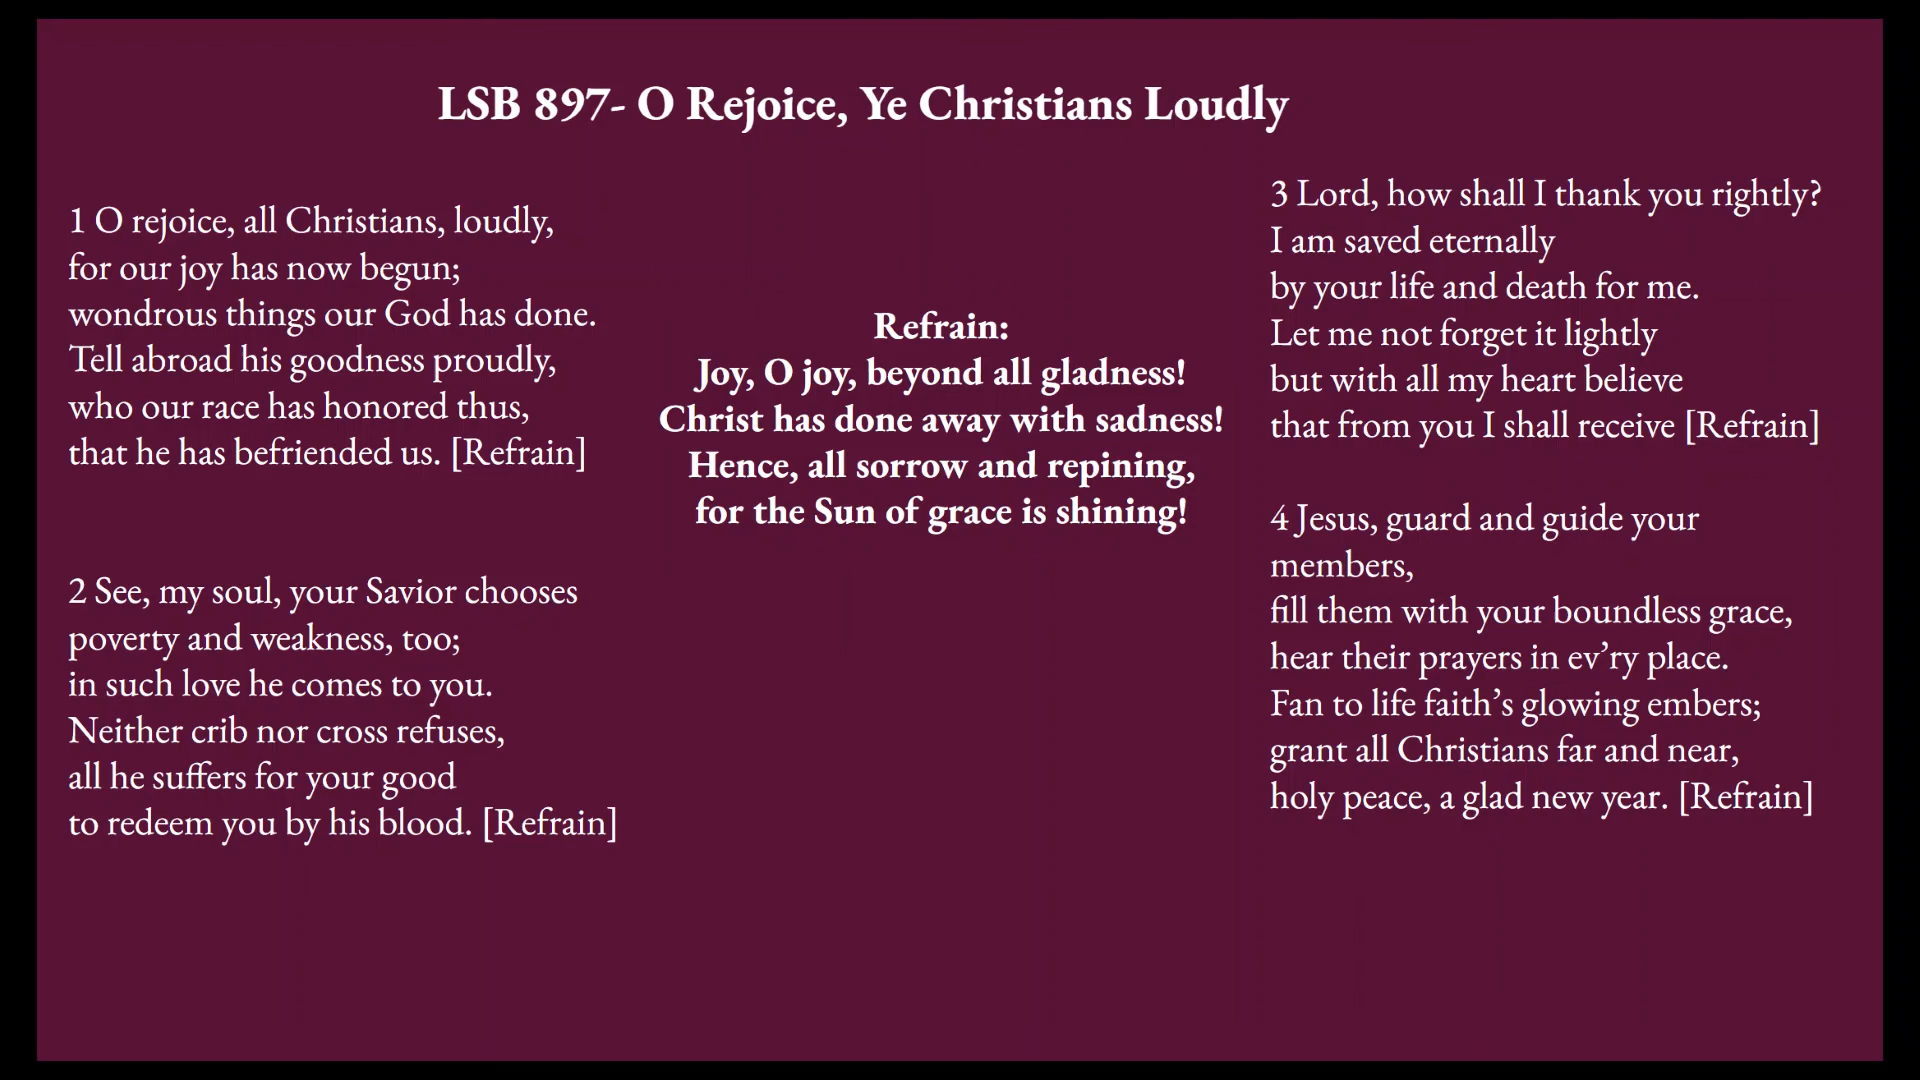 LSB 897- O Rejoice, Ye Christians Loudly
1 O rejoice, all Christians, loudly,
for our joy has now begun;
wondrous things our God has done.
Tell abroad his goodness proudly,
who our race has honored thus,
that he has befriended us. [Refrain]
2 See, my soul, your Savior chooses
poverty and weakness, too;
in such love he comes to you.
Neither crib nor cross refuses,
all he suffers for your good
to redeem you by his blood. [Refrain]
Refrain:
Joy, O joy, beyond all gladness!
Christ has done away with sadness!
Hence, all sorrow and repining,
for the Sun of grace is shining!
3 Lord, how shall I thank you rightly?
I am saved eternally
by your life and death for me.
Let me not forget it lightly
but with all my heart believe
that from you I shall receive [Refrain]
4 Jesus, guard and guide your
members,
fill them with your boundless grace,
hear their prayers in ev’ry place.
Fan to life faith’s glowing embers;
grant all Christians far and near,
holy peace, a glad new year. [Refrain]